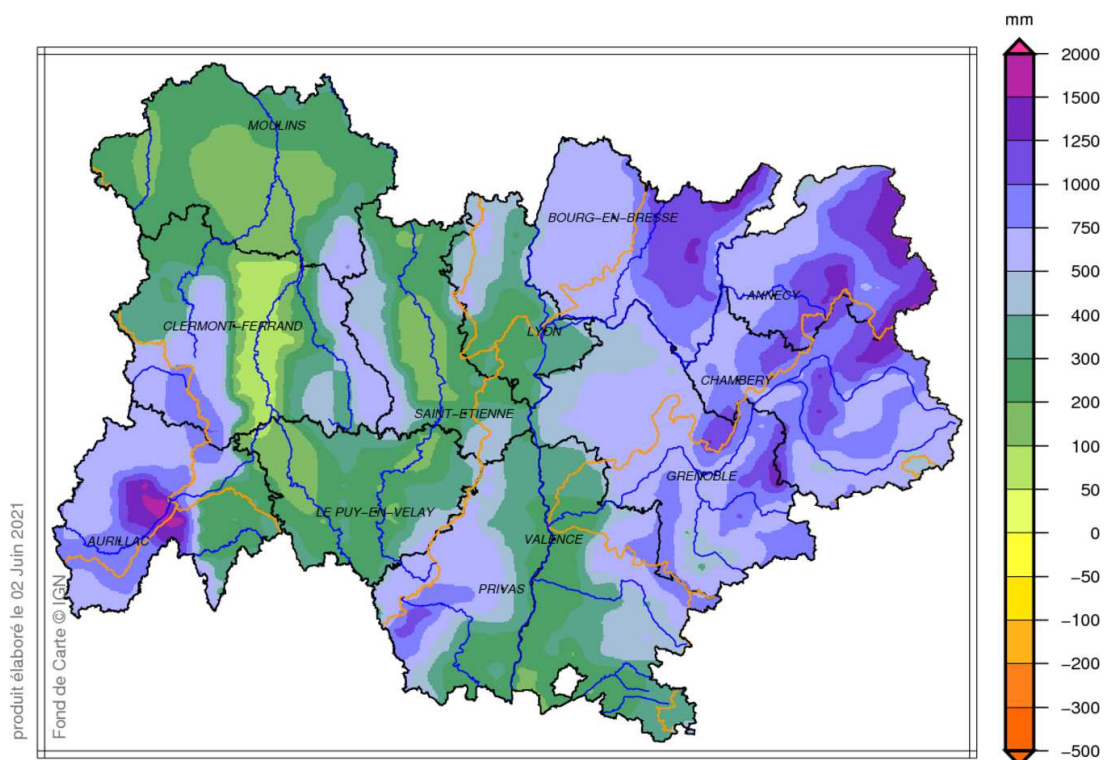 mm
2000
1500
1250
1000
750
500
400
300
200
100
50
0
−50
−100
−200
−300
−500
MOULINS
BOURG−EN−BRESSE
ANNECY
CLERMONT−FERRAND
LYON
CHAMBERY
SAINT−ETIENNE
GRENOBLE
LE PUY−EN−VELAY
AURILLAC
VALENCE
PRIVAS
produit élaboré le 02 Juin 2021
Fond de Carte © IGN